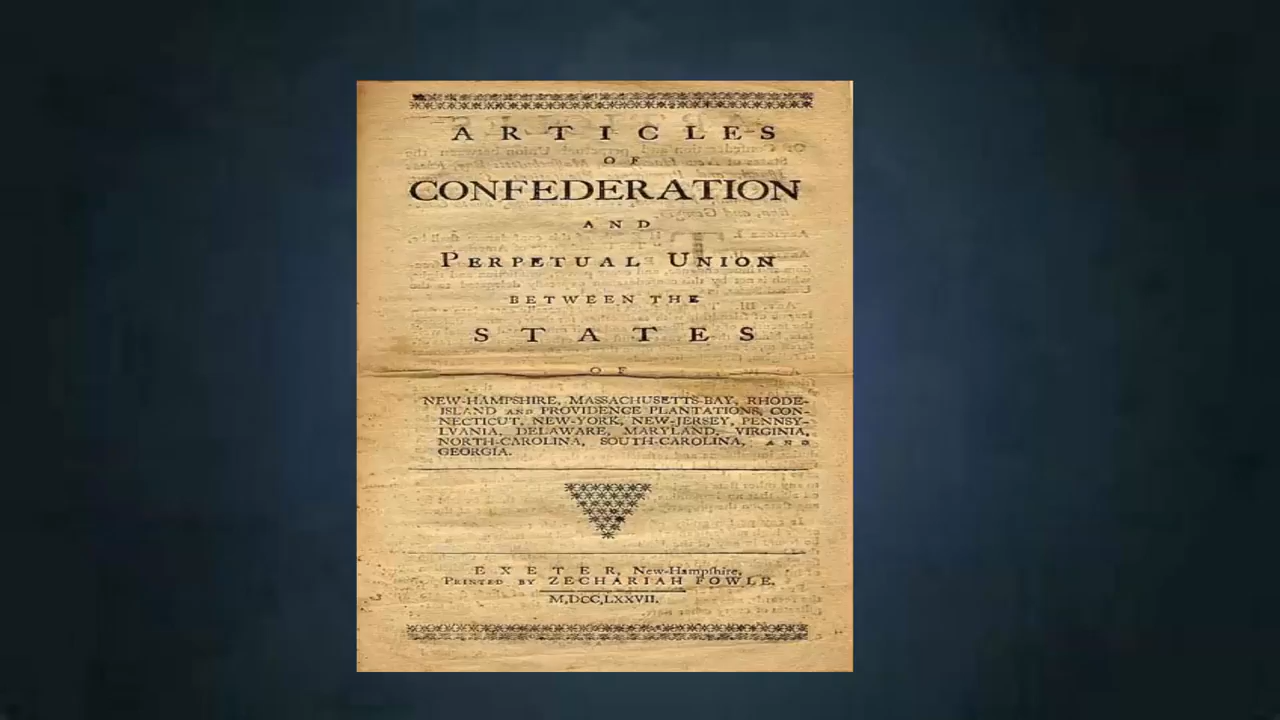 ARTICLES
OF
CONFEDERATION
AND
PERPETUAL UNION
BETWEEN THE
STATES
OF
NEW-HAMPSHIRE, MASSACHUSETTS-BAY, RHODE-
ISLAND AND PROVIDENCE PLANTATIONS, CON-
NECTICUT, NEW-YORK, NEW-JERSEY, PENNSY-
LVANIA, DELAWARE, MARYLAND, VIRGINIA,
NORTH-CAROLINA, SOUTH-CAROLINA, AND
GEORGIA.
EXETER, New-Hampſhire,
PRINTED BY ZECHARIAH FOWLE.
M,DCC,LXXVII.